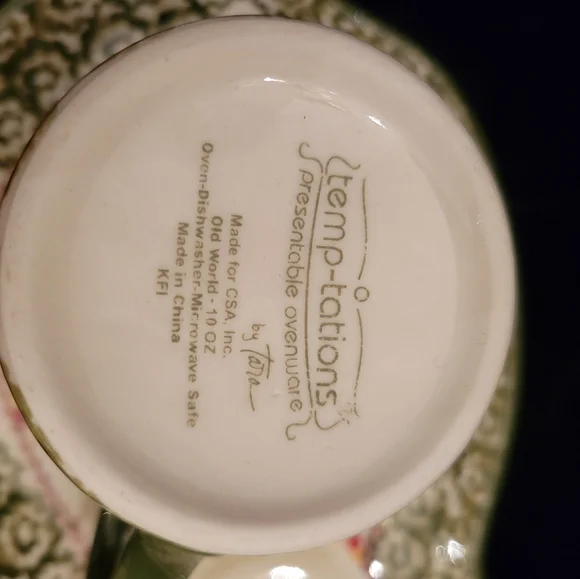 temp-tations
presentable ovenware
by Tara
Made for CSA, Inc.
Old World - 10 OZ
Oven-Dishwasher-Microwave Safe
Made in China
KFI